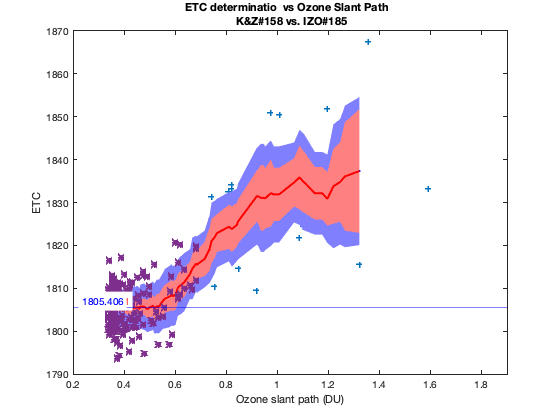 ETC determinatio vs Ozone Slant Path
K&Z#158 vs. IZO#185
1870
1860
1850
1840
ETC
1830
1820
1810
1805.406
1800
1790
0.2 0.4 0.6 0.8 1 1.2 1.4 1.6 1.8
Ozone slant path (DU)